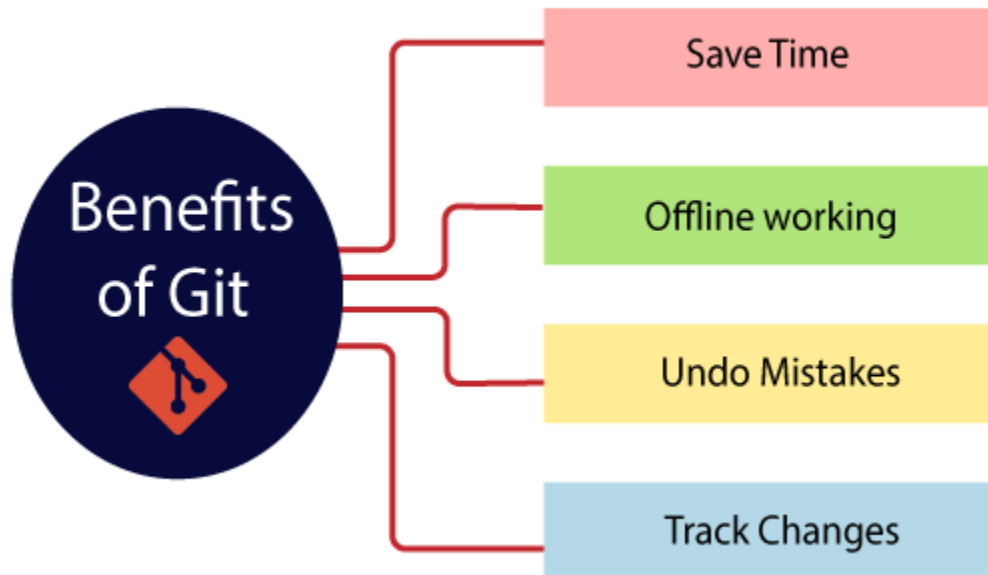 Benefits
of Git
Save Time
Offline working
Undo Mistakes
Track Changes